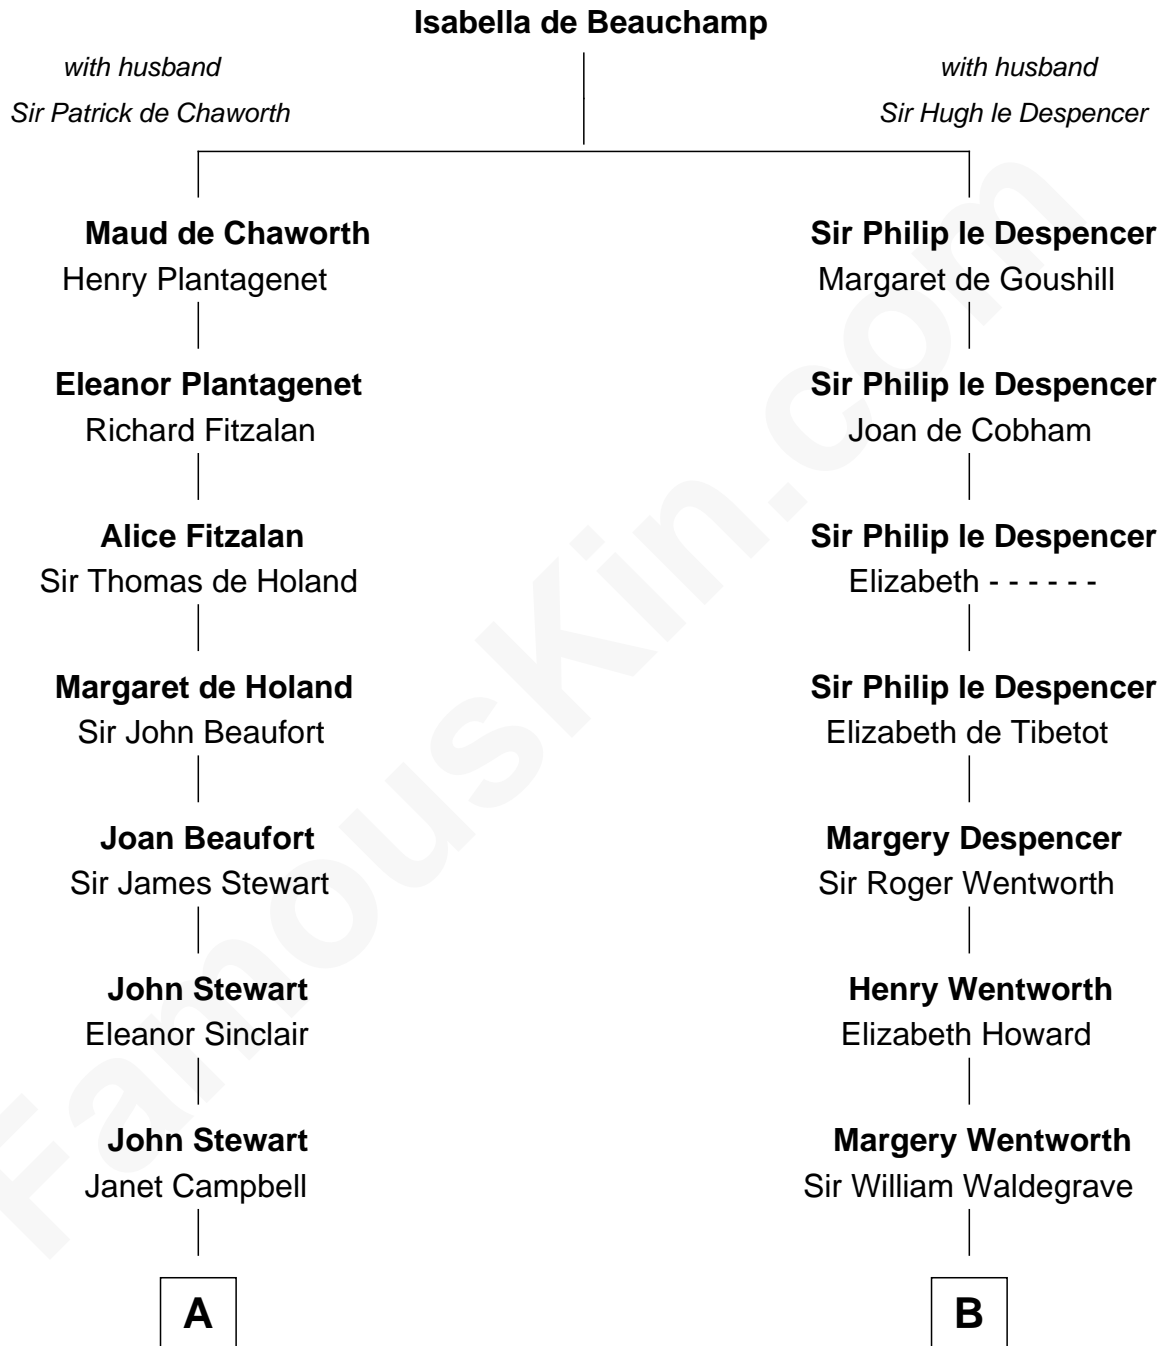 Isabella de Beauchamp
with husband
Sir Patrick de Chaworth
with husband
Sir Hugh le Despencer
Maud de Chaworth
Henry Plantagenet
Sir Philip le Despencer
Margaret de Goushill
Eleanor Plantagenet
Richard Fitzalan
Sir Philip le Despencer
Joan de Cobham
Alice Fitzalan
Sir Thomas de Holand
Sir Philip le Despencer
Elizabeth - - - - - -
Margaret de Holand
Sir John Beaufort
Sir Philip le Despencer
Elizabeth de Tibetot
Joan Beaufort
Sir James Stewart
Margery Despencer
Sir Roger Wentworth
John Stewart
Eleanor Sinclair
Henry Wentworth
Elizabeth Howard
John Stewart
Janet Campbell
Margery Wentworth
Sir William Waldegrave
A
B
FamousKin.com